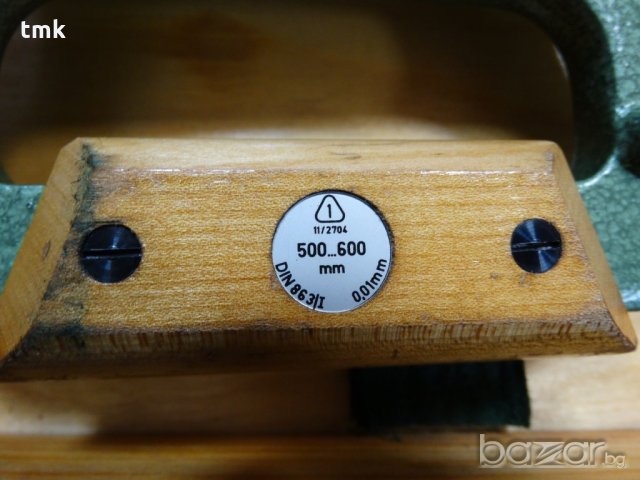 tmk
1
11/2704
500...600
mm
DIN 863/I 0,01mm
bazar.bg